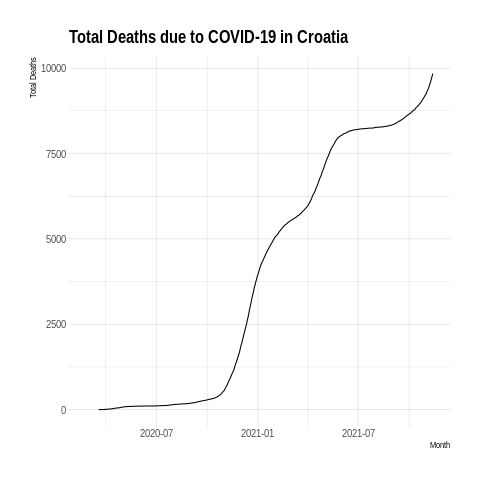 Total Deaths due to COVID-19 in Croatia
Total Deaths
10000
7500
5000
2500
0
2020-07 2021-01 2021-07
Month